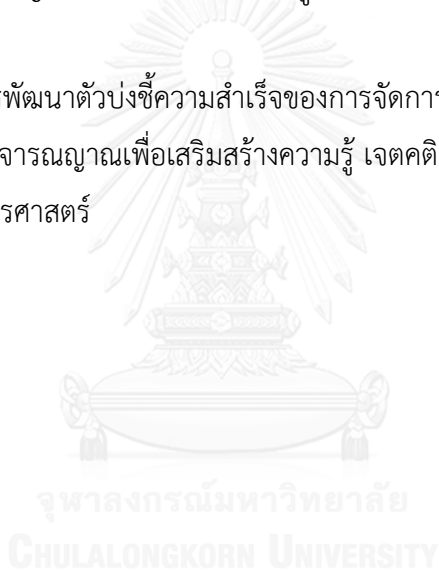 รพัฒนาตัวบ่งชี้ความสำเร็จของการจัดการ
จารณญาณเพื่อเสริมสร้างความรู้ เจตคติ
รศาสตร์
จุฬาลงกรณ์มหาวิทยาลัย
CHULALONGKORN UNIVERSITY